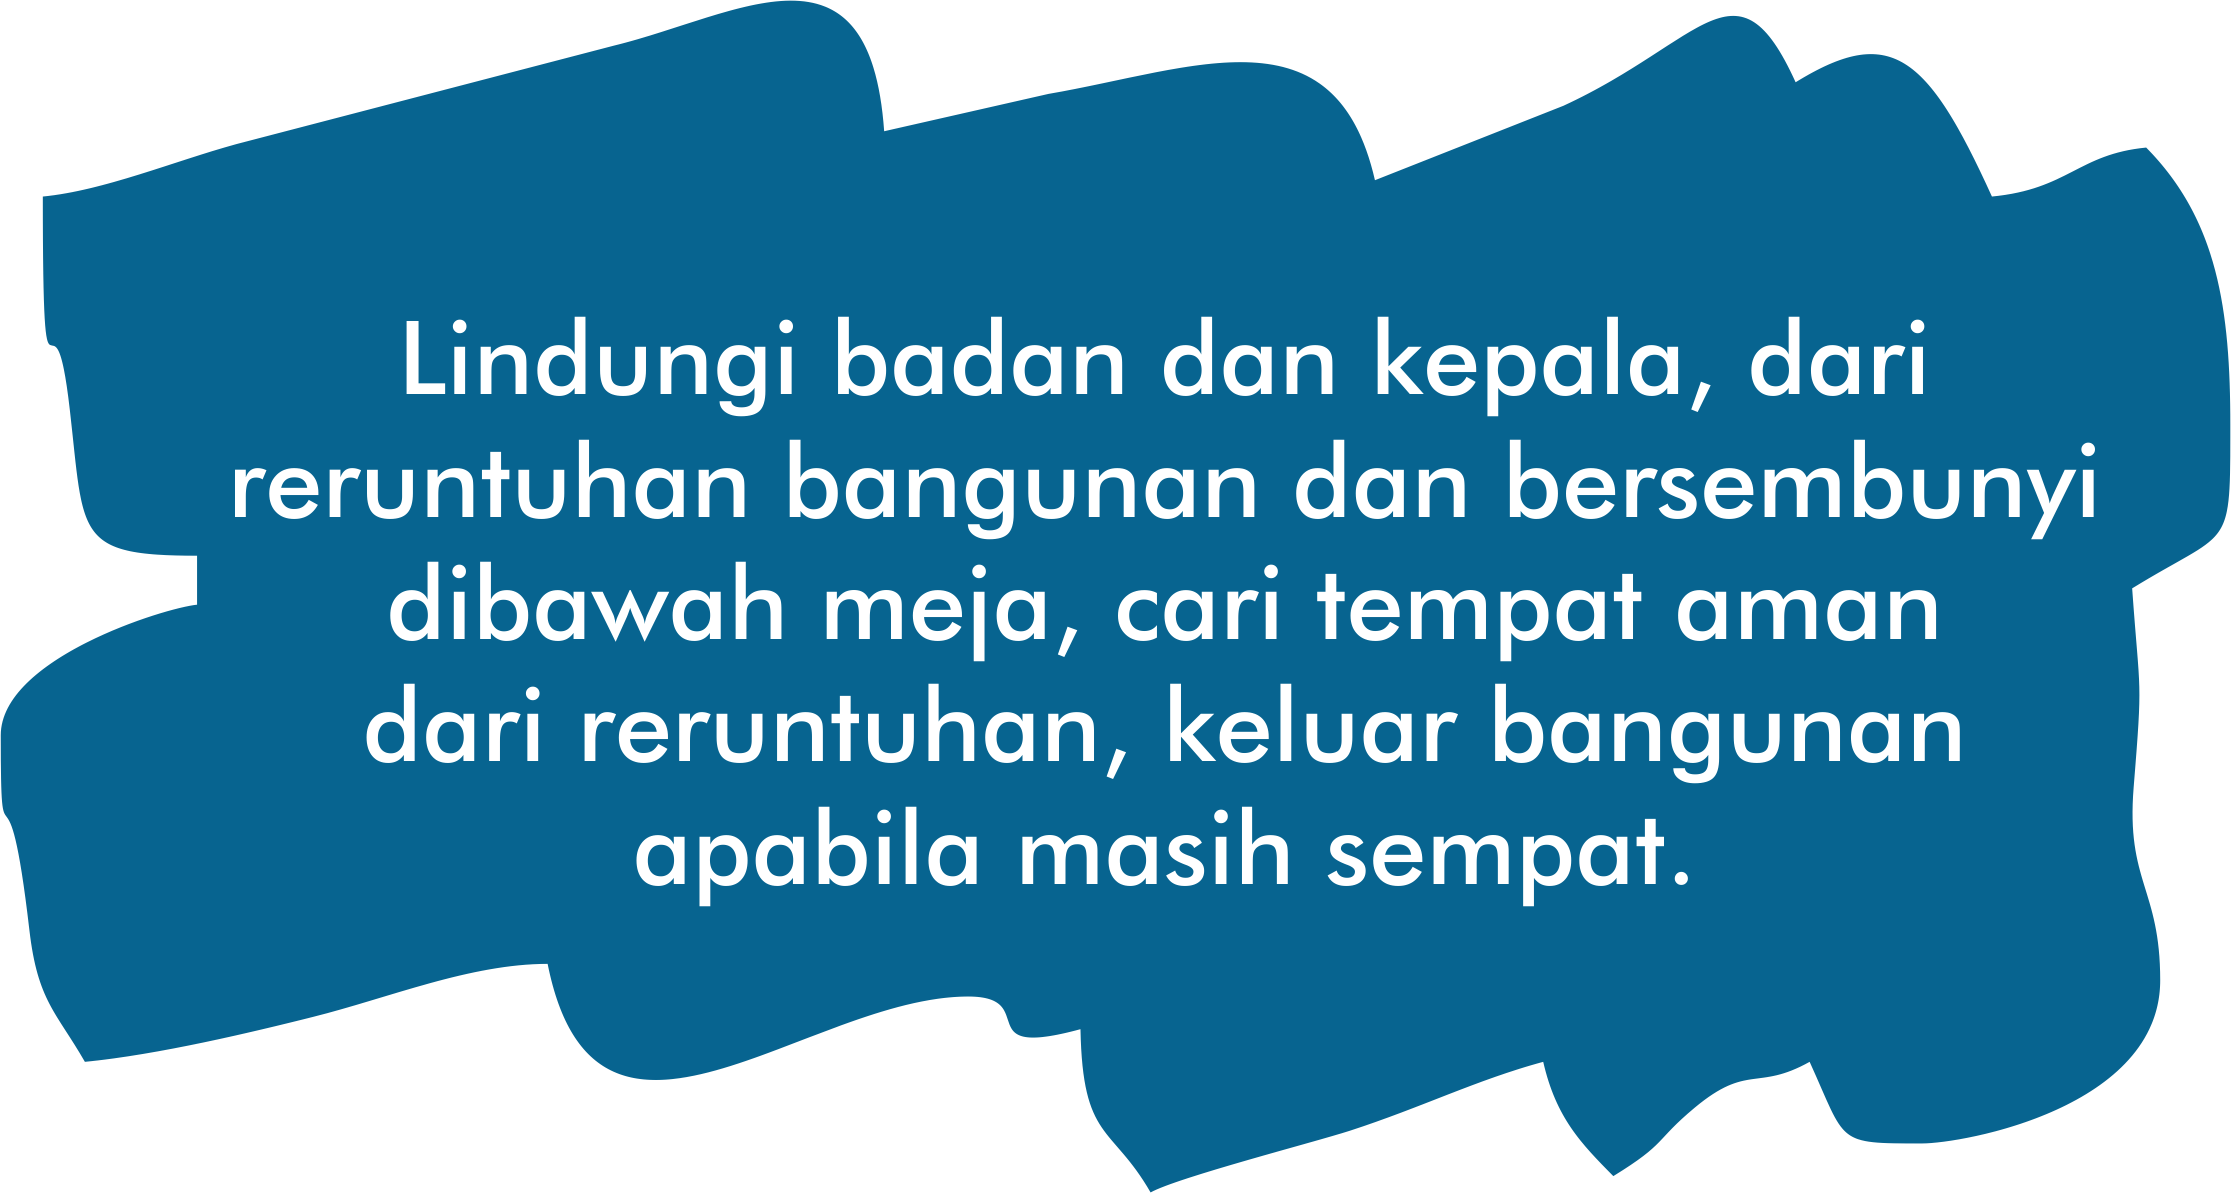 Lindungi badan dan kepala, dari
reruntuhan bangunan dan bersembunyi
dibawah meja, cari tempat aman
dari reruntuhan, keluar bangunan
apabila masih sempat.